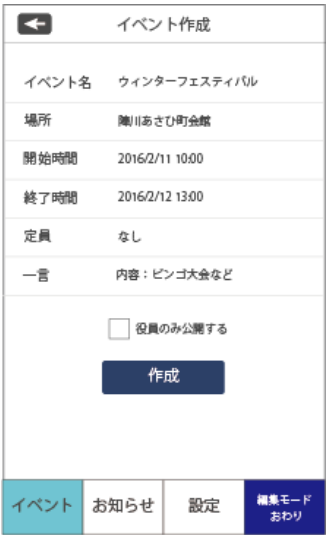 イベント作成
イベント名 ウィンターフェスティバル
場所 陣川あさひ町会館
開始時間 2016/2/11 10:00
終了時間 2016/2/12 13:00
定員 なし
一言 内容：ビンゴ大会など
役員のみ公開する
作成
イベント お知らせ 設定 編集モード
おわり